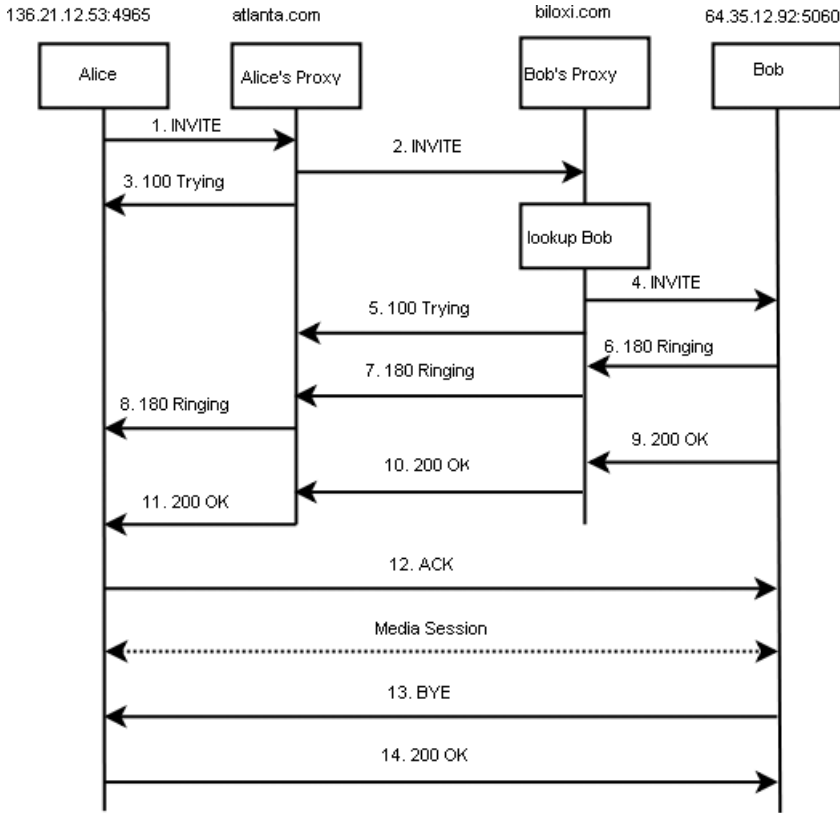 136.21.12.53:4965
atlanta.com
biloxi.com
64.35.12.92:5060
Alice
Alice's Proxy
Bob's Proxy
Bob
1. INVITE
2. INVITE
3. 100 Trying
lookup Bob
4. INVITE
5. 100 Trying
6. 180 Ringing
7. 180 Ringing
8. 180 Ringing
9. 200 OK
10. 200 OK
11. 200 OK
12. ACK
Media Session
13. BYE
14. 200 OK